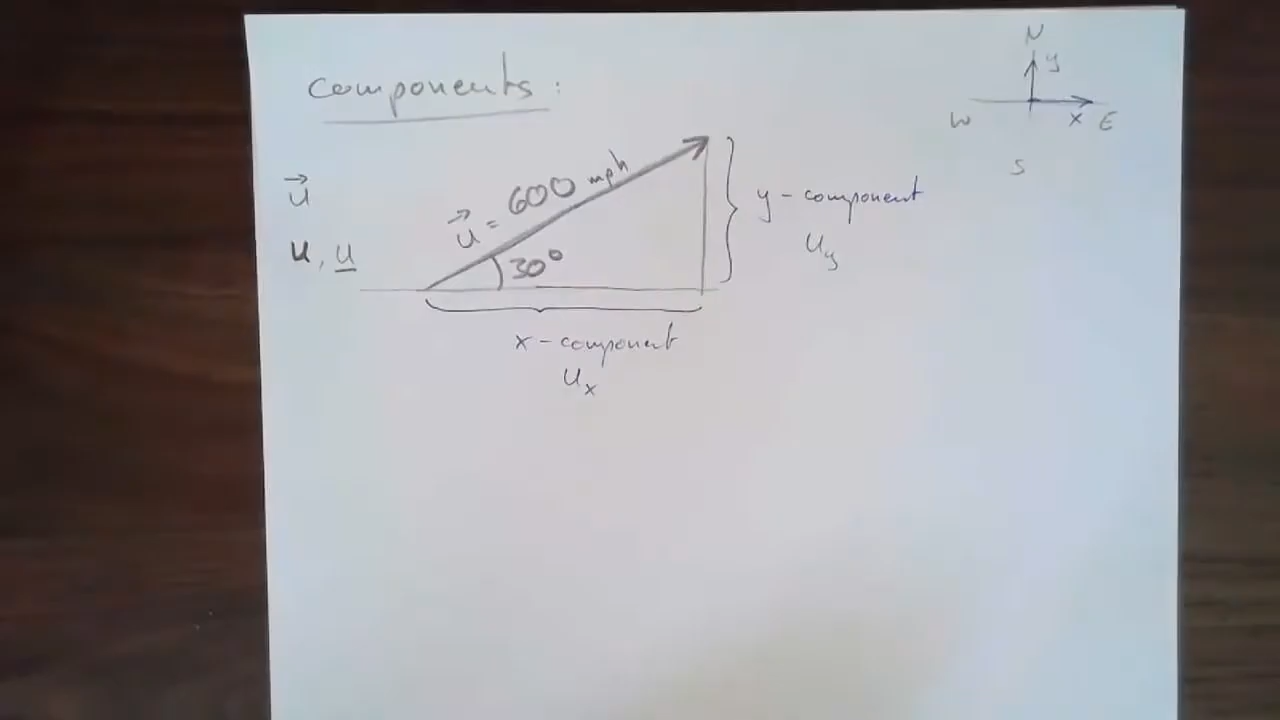 components:
N
y
W
x E
S
u⃗
u, u
u⃗ = 600 mph
30°
y-component
u_y
x-component
u_x